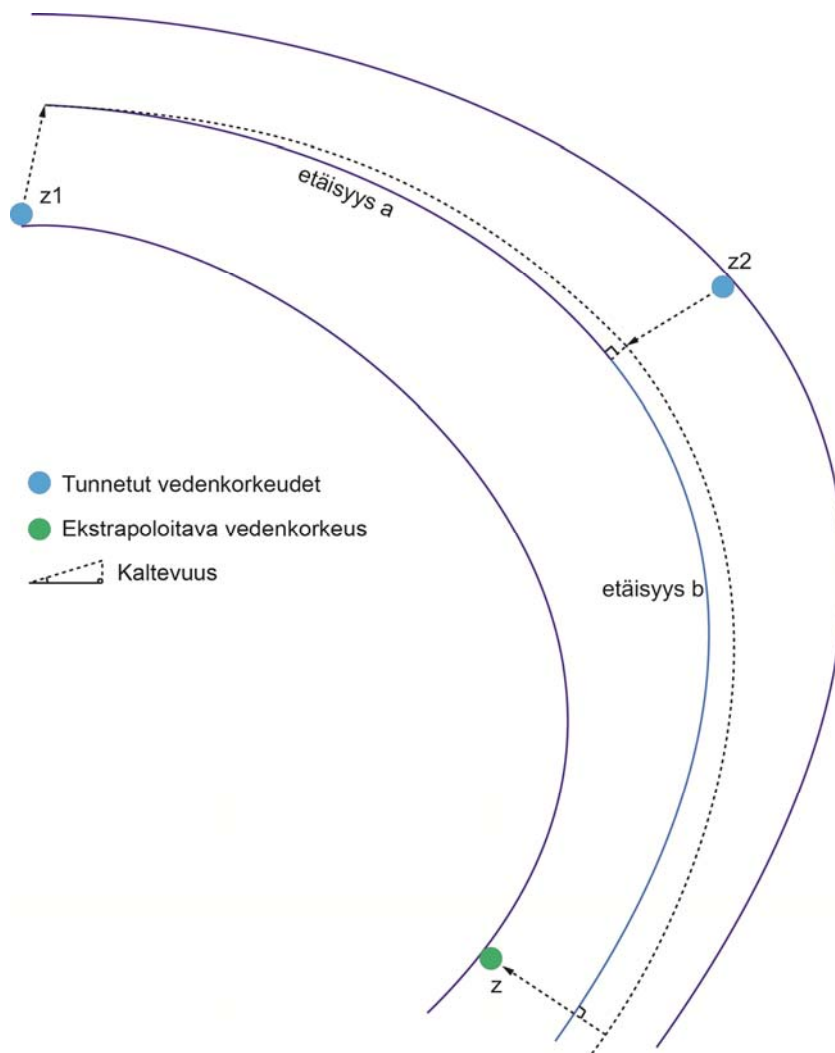 z1
etäisyys a
z2
Tunnetut vedenkorkeudet
Ekstrapoloitava vedenkorkeus
Kaltevuus
etäisyys b
z